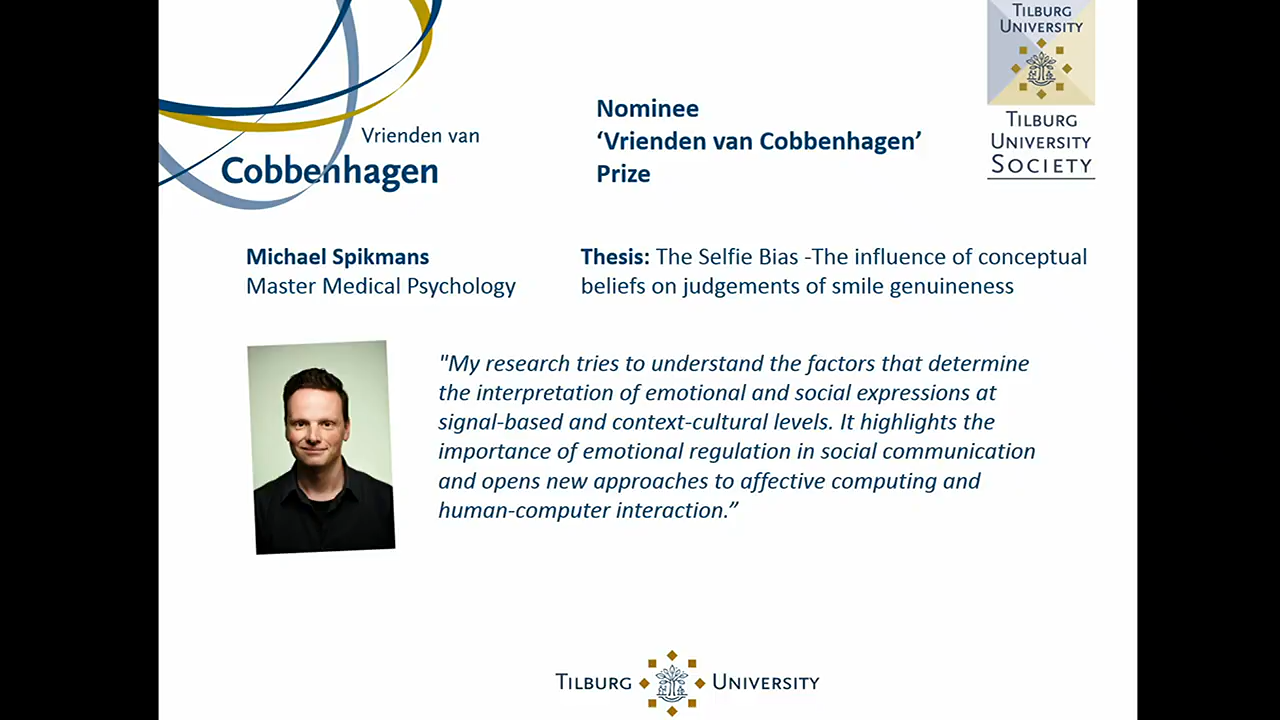 TILBURG
UNIVERSITY
Nominee
‘Vrienden van Cobbenhagen’
Prize
Vrienden van
Cobbenhagen
TILBURG
UNIVERSITY
SOCIETY
Michael Spikmans
Master Medical Psychology
Thesis: The Selfie Bias -The influence of conceptual
beliefs on judgements of smile genuineness
"My research tries to understand the factors that determine
the interpretation of emotional and social expressions at
signal-based and context-cultural levels. It highlights the
importance of emotional regulation in social communication
and opens new approaches to affective computing and
human-computer interaction.”
TILBURG UNIVERSITY